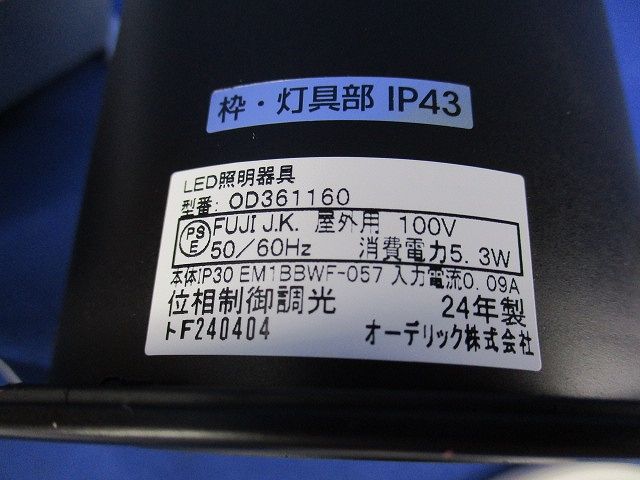 枠・灯具部 IP43
LED照明器具
型番: OD361160
PSE FUJI J.K. 屋外用 100V
50/60Hz 消費電力5.3W
本体IP30 EM1BBWF-057 入力電流0.09A
位相制御調光 24年製
トF240404 オーデリック株式会社